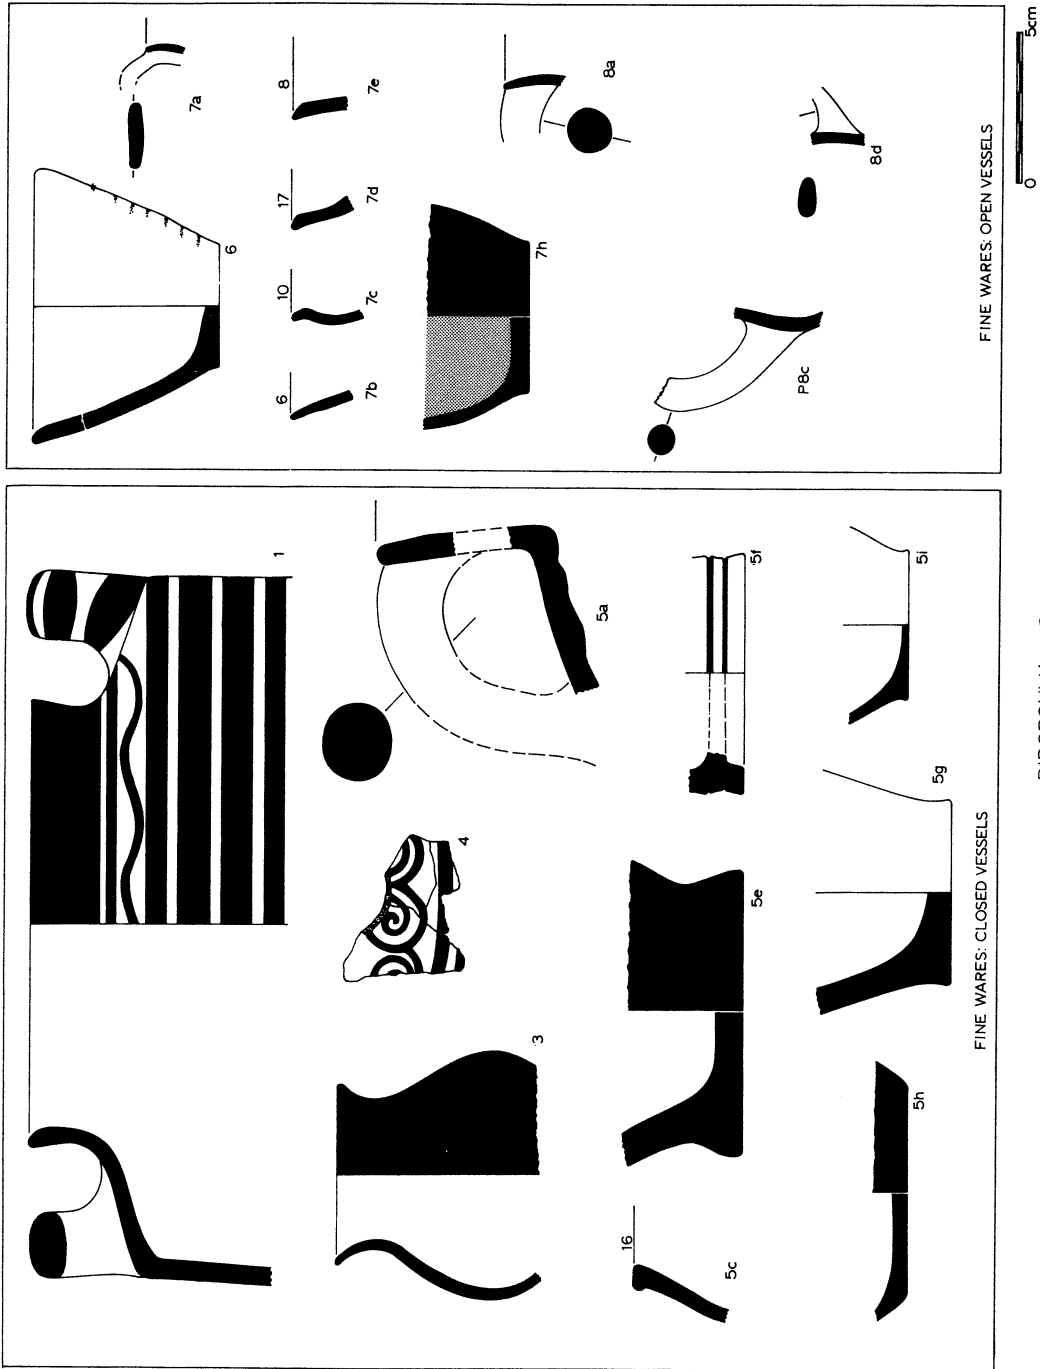 1
3
4
5a
16
5c
5e
5f
5h
5g
5i
FINE WARES: CLOSED VESSELS
6
7a
6
7b
10
7c
17
7d
8
7e
7h
8a
P8c
8d
FINE WARES: OPEN VESSELS
0
5cm